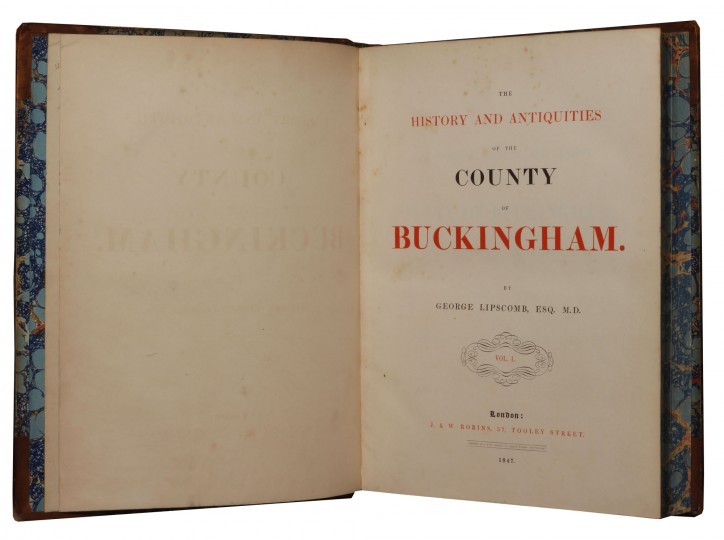 THE
HISTORY AND ANTIQUITIES
OF THE
COUNTY
OF
BUCKINGHAM.
BY
GEORGE LIPSCOMB, ESQ. M.D.
VOL. I.
London:
J. & W. ROBINS, 57, TOOLEY STREET.
1847.